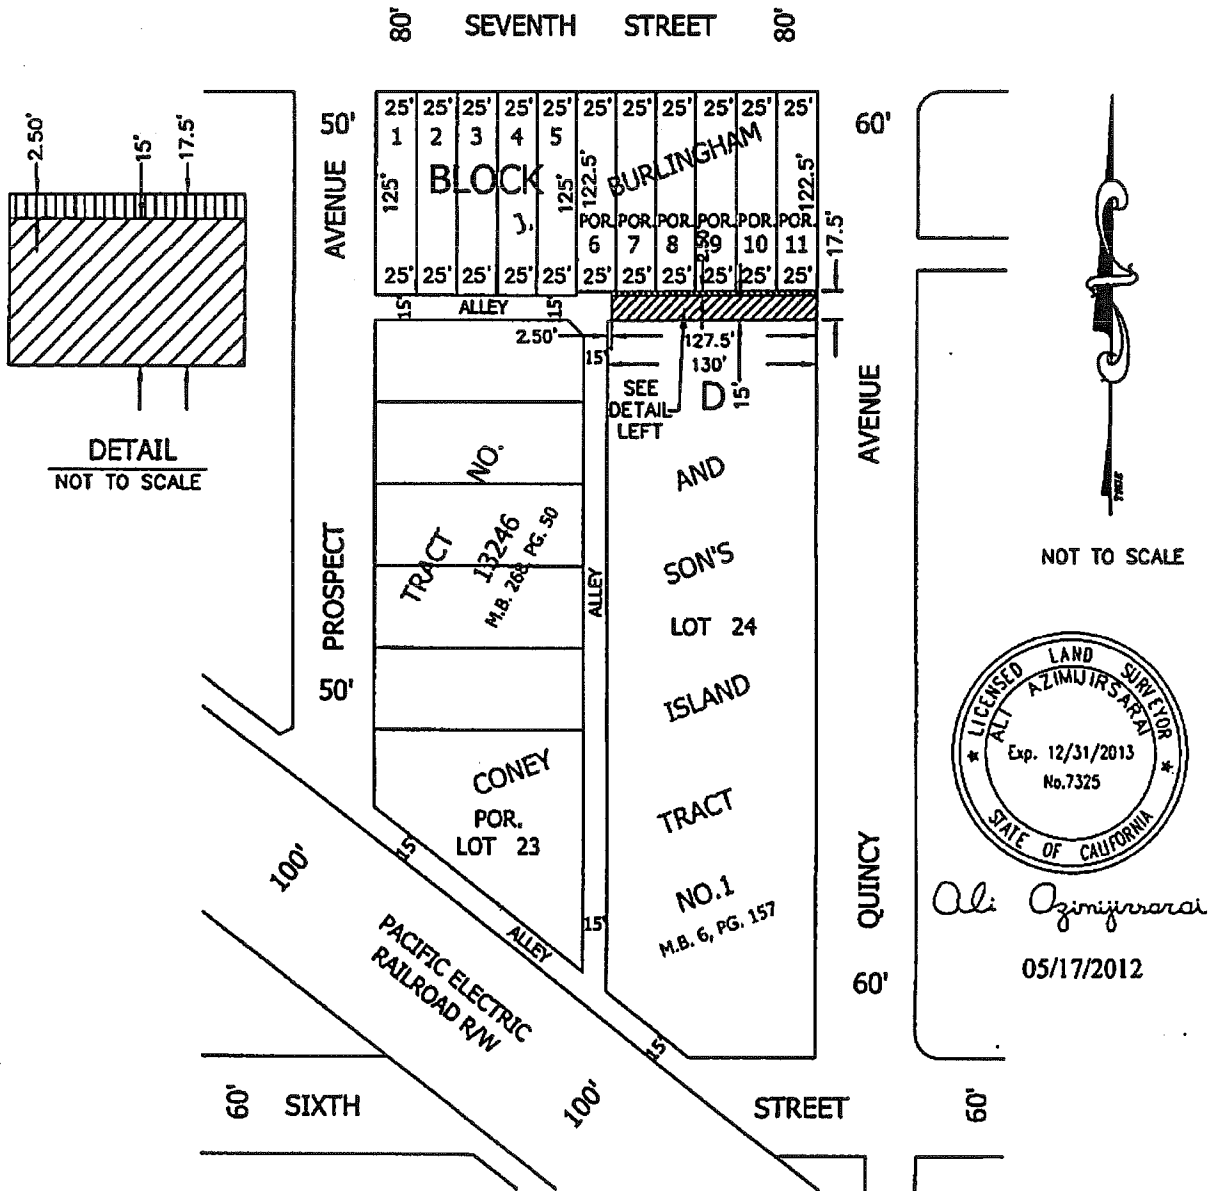 80' SEVENTH STREET 80'
2.50'
15'
17.5'
DETAIL
NOT TO SCALE
50'
AVENUE
PROSPECT
50'
25' 25' 25' 25' 25' 25' 25' 25' 25' 25' 25'
1 2 3 4 5
BLOCK
J.
BURLINGHAM
125' 125' 122.5' 122.5'
POR. POR. POR. POR. POR. POR.
6 7 8 9 10 11
2.50
25' 25' 25' 25' 25' 25' 25' 25' 25' 25' 25'
17.5'
15' ALLEY 15'
2.50'
127.5'
15'
130'
15'
SEE
DETAIL
LEFT
D
AND
SON'S
LOT 24
ISLAND
TRACT
NO.1
M.B. 6, PG. 157
NO.
TRACT
13246
M.B. 268, PG. 50
ALLEY
CONEY
POR.
LOT 23
15'
15'
ALLEY
15'
100'
PACIFIC ELECTRIC
RAILROAD R/W
100'
60' SIXTH STREET 60'
60'
AVENUE
QUINCY
60'
NOT TO SCALE
LICENSED LAND SURVEYOR
ALI AZIMIJIRSARAI
Exp. 12/31/2013
No.7325
STATE OF CALIFORNIA
Ali Azimijirsarai
05/17/2012